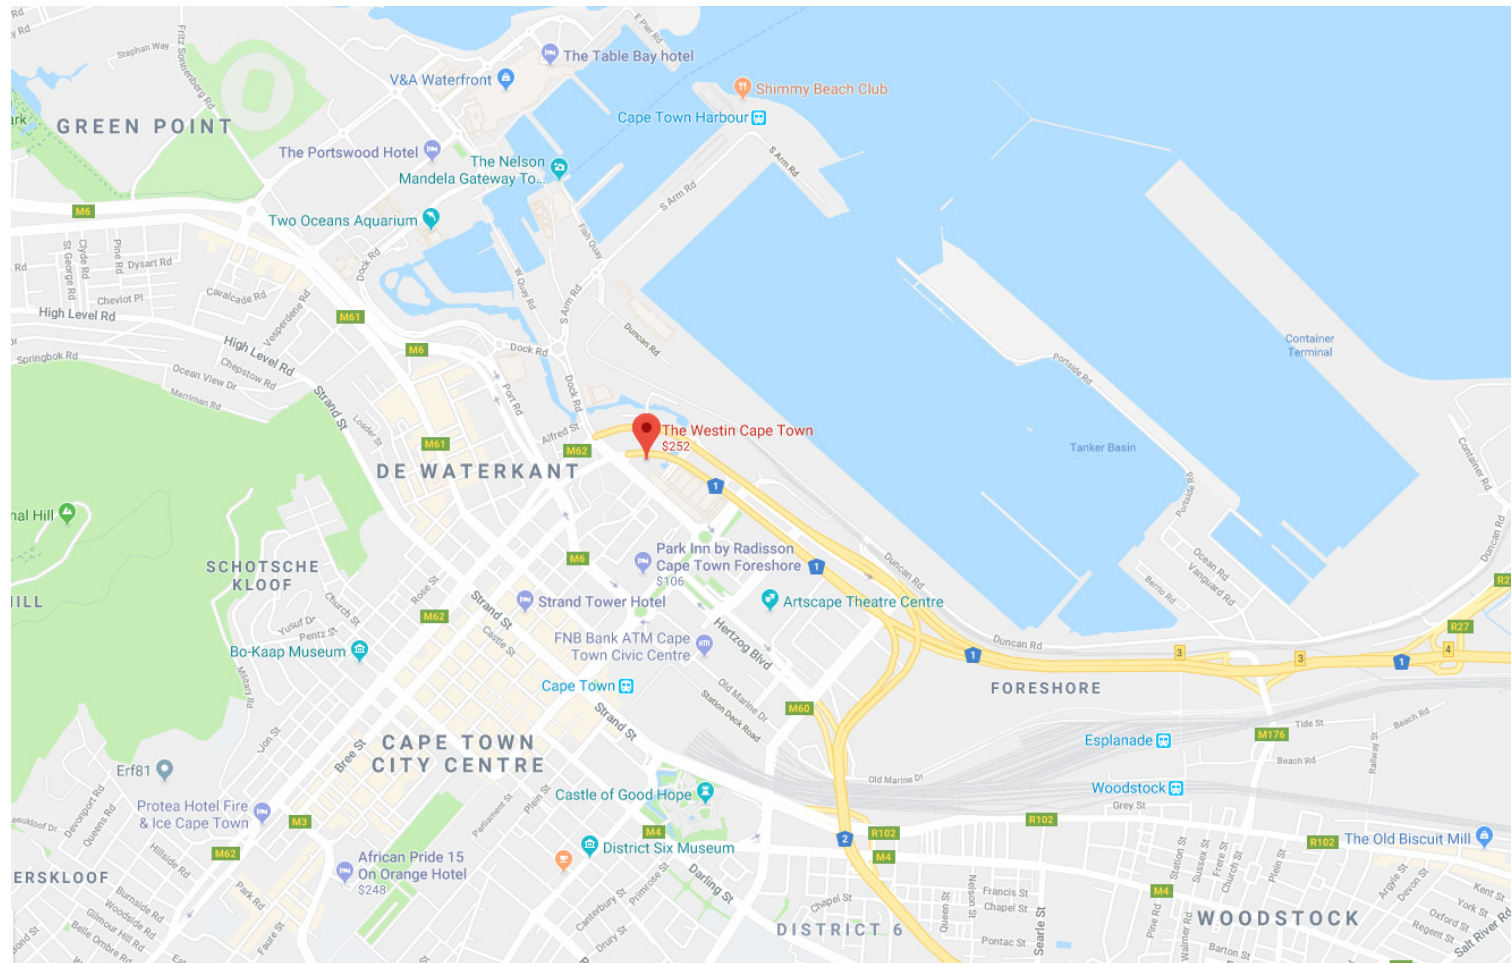 Stephan Way
Fritz Sonnenberg Rd
E Pier Rd
The Table Bay hotel
V&A Waterfront
Shimmy Beach Club
Cape Town Harbour
GREEN POINT
The Portswood Hotel
The Nelson
Mandela Gateway To...
S Arm Rd
S Arm Rd
M6
Two Oceans Aquarium
Fish Quay
Dock Rd
St George Rd
Clyde Rd
Pine Rd
Dysart Rd
Rd
W Quay Rd
Cavalcade Rd
Cheviot Pl
Vesperdene Rd
High Level Rd
M61
S Arm Rd
Duncan Rd
Container
Terminal
High Level Rd
M6
Dock Rd
Springbok Rd
Ocean View Dr
Chepstow Rd
Merriman Rd
Portside Rd
Strand St
Port Rd
Dock Rd
Loader St
Alfred St
The Westin Cape Town
$252
M61
M62
Tanker Basin
Container Rd
DE WATERKANT
Portside Rd
1
nal Hill
Duncan Rd
SCHOTSCHE
KLOOF
M6
Park Inn by Radisson
Cape Town Foreshore
$106
1
Duncan Rd
Ocean Rd
Vanguard Rd
Berrio Rd
R2
ILL
Rose St
Strand Tower Hotel
Artscape Theatre Centre
Strand St
Church St
M62
Yusuf Dr
Pentz St
Castle St
Hertzog Blvd
R27
Bo-Kaap Museum
FNB Bank ATM Cape
Town Civic Centre
Duncan Rd
1
3
3
4
1
Military Rd
Cape Town
Old Marine Dr
Station Deck Road
FORESHORE
M60
Strand St
Lion St
Bree St
CAPE TOWN
CITY CENTRE
Esplanade
M176
Tide St
Beach Rd
Railway St
Beach Rd
Erf81
Old Marine Dr
Woodstock
Devonport Rd
Queens Rd
Protea Hotel Fire
& Ice Cape Town
Castle of Good Hope
Parliament St
Plein St
Grey St
M3
M4
R102
R102
2
R102
The Old Biscuit Mill
M62
Hillside Rd
African Pride 15
On Orange Hotel
$248
District Six Museum
M4
Station St
Sussex St
Frere St
Church St
Plein St
ERSKLOOF
Darling St
Canterbury St
Primrose St
M4
Nelson St
Queen St
Francis St
Chapel St
Chapel St
Argyle St
Devon St
Kent St
York St
Oxford St
Regent St
Salt River Rd
Burnside Rd
Woodside Rd
Gilmour Hill Rd
Belle Ombre Rd
Park Rd
Faure St
Drury St
DISTRICT 6
Searle St
Pontac St
Pine Rd
Walmer Rd
WOODSTOCK
Barton St